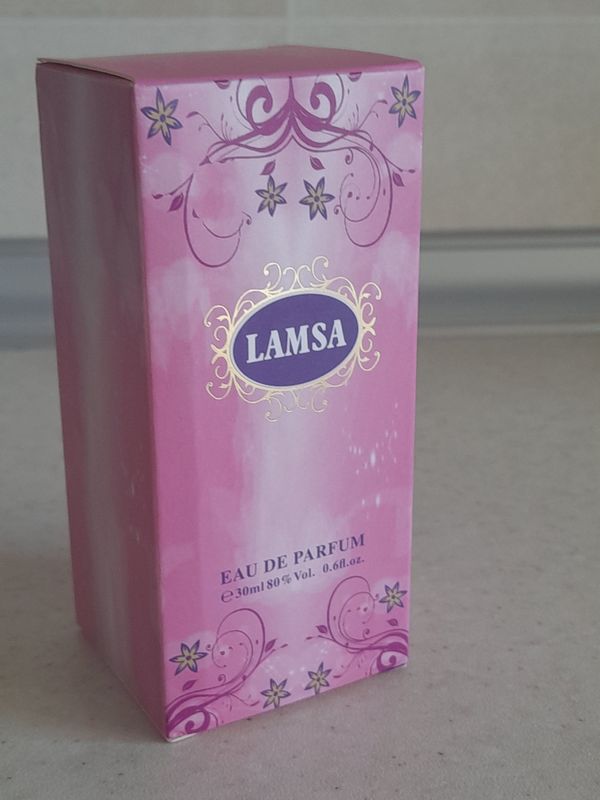 LAMSA
EAU DE PARFUM
℮30ml 80% Vol. 0.6fl.oz.